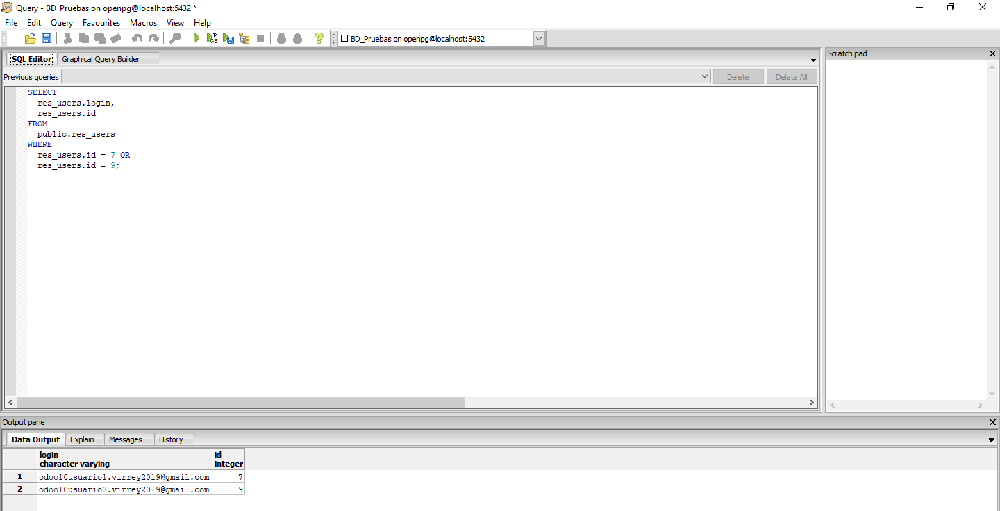 Query - BD_Pruebas on openpg@localhost:5432 *
File Edit Query Favourites Macros View Help
BD_Pruebas on openpg@localhost:5432
SQL Editor Graphical Query Builder
Scratch pad
Previous queries Delete Delete All
SELECT
res_users.login,
res_users.id
FROM
public.res_users
WHERE
res_users.id = 7 OR
res_users.id = 9;
Output pane
Data Output Explain Messages History
login id
character varying integer
1 odoo10usuario1.virrey2019@gmail.com 7
2 odoo10usuario3.virrey2019@gmail.com 9